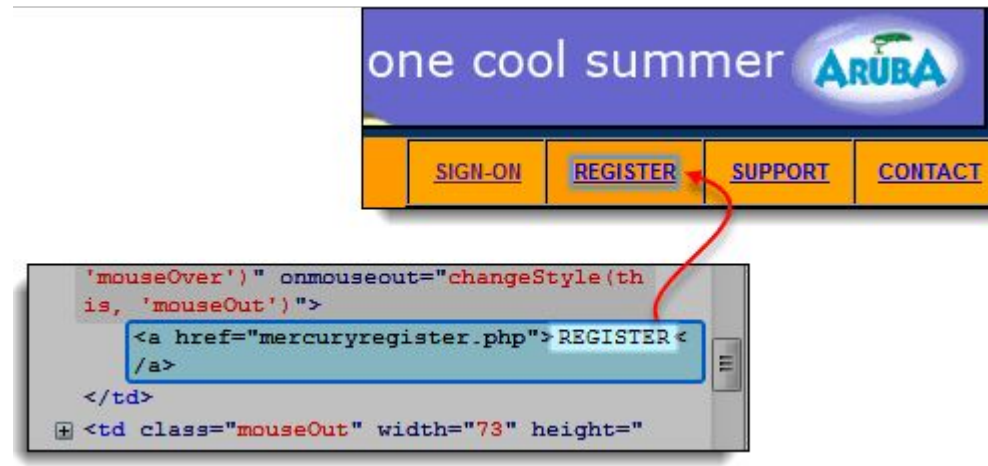 one cool summer ARUBA
SIGN-ON REGISTER SUPPORT CONTACT
'mouseOver')" onmouseout="changeStyle(th
is, 'mouseOut')">
<a href="mercuryregister.php">REGISTER<
/a>
</td>
<td class="mouseOut" width="73" height="